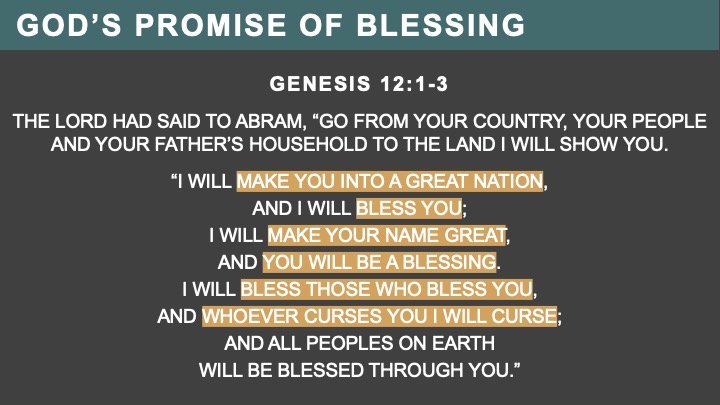 GOD’S PROMISE OF BLESSING
GENESIS 12:1-3
THE LORD HAD SAID TO ABRAM, “GO FROM YOUR COUNTRY, YOUR PEOPLE
AND YOUR FATHER’S HOUSEHOLD TO THE LAND I WILL SHOW YOU.
“I WILL MAKE YOU INTO A GREAT NATION,
AND I WILL BLESS YOU;
I WILL MAKE YOUR NAME GREAT,
AND YOU WILL BE A BLESSING.
I WILL BLESS THOSE WHO BLESS YOU,
AND WHOEVER CURSES YOU I WILL CURSE;
AND ALL PEOPLES ON EARTH
WILL BE BLESSED THROUGH YOU.”